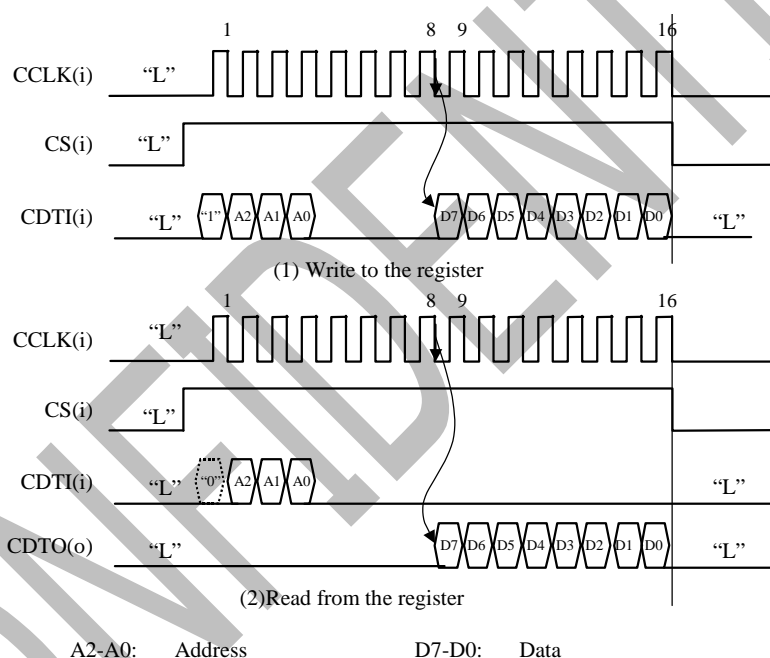 1 8 9 16
CCLK(i) “L”
CS(i) “L”
CDTI(i) “L” “1” A2 A1 A0 D7 D6 D5 D4 D3 D2 D1 D0 “L”
(1) Write to the register
1 8 9 16
CCLK(i) “L”
CS(i) “L”
CDTI(i) “L” “0” A2 A1 A0 “L”
CDTO(o) “L” D7 D6 D5 D4 D3 D2 D1 D0 “L”
(2)Read from the register
A2-A0: Address D7-D0: Data